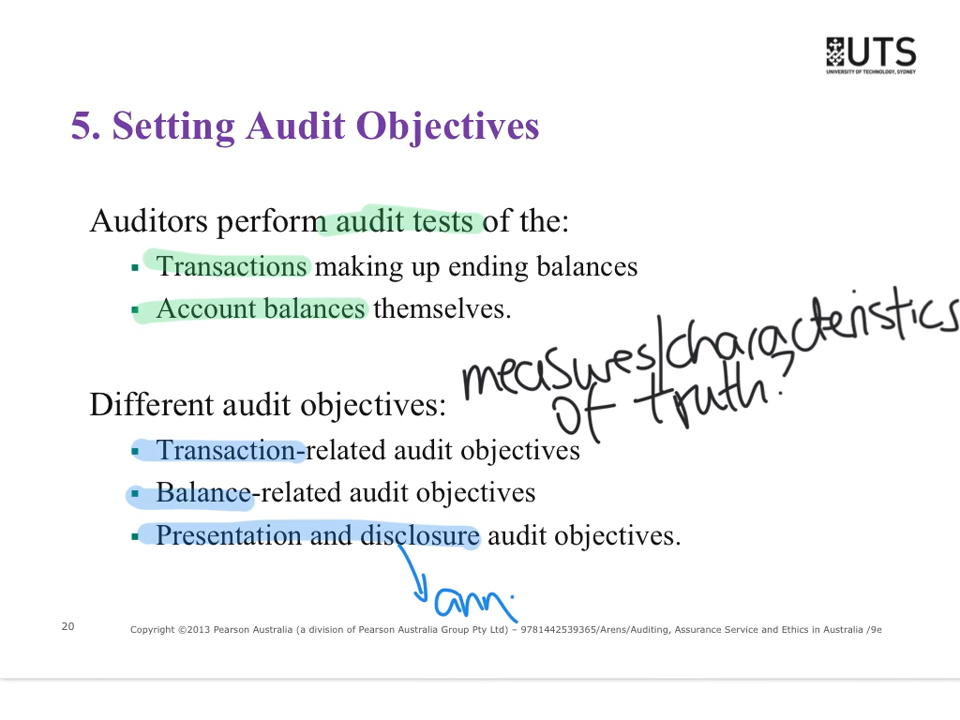 UTS
UNIVERSITY OF TECHNOLOGY, SYDNEY
5. Setting Audit Objectives
Auditors perform audit tests of the:
▪ Transactions making up ending balances
▪ Account balances themselves.
measures/characteristics
of truth.
Different audit objectives:
▪ Transaction-related audit objectives
▪ Balance-related audit objectives
▪ Presentation and disclosure audit objectives.
ann.
20
Copyright ©2013 Pearson Australia (a division of Pearson Australia Group Pty Ltd) – 9781442539365/Arens/Auditing, Assurance Service and Ethics in Australia /9e